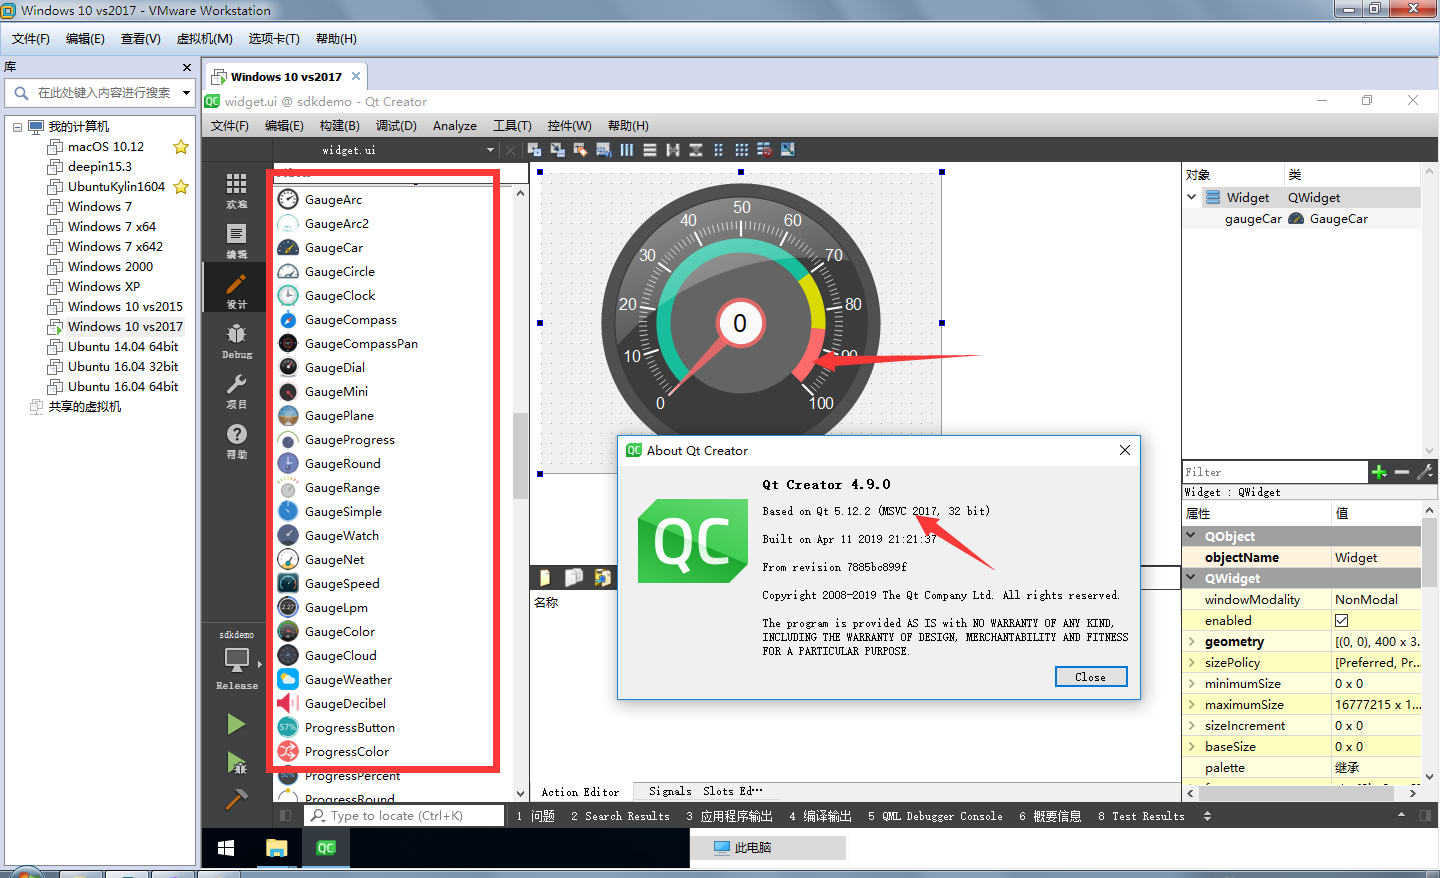 Windows 10 vs2017 - VMware Workstation
文件(F) 编辑(E) 查看(V) 虚拟机(M) 选项卡(T) 帮助(H)
库
在此处键入内容进行搜索
我的计算机
macOS 10.12
deepin15.3
UbuntuKylin1604
Windows 7
Windows 7 x64
Windows 7 x642
Windows 2000
Windows XP
Windows 10 vs2015
Windows 10 vs2017
Ubuntu 14.04 64bit
Ubuntu 16.04 32bit
Ubuntu 16.04 64bit
共享的虚拟机
Windows 10 vs2017
QC widget.ui @ sdkdemo - Qt Creator
文件(F) 编辑(E) 构建(B) 调试(D) Analyze 工具(T) 控件(W) 帮助(H)
widget.ui
欢迎
编辑
设计
Debug
项目
帮助
sdkdemo
Release
GaugeArc
GaugeArc2
GaugeCar
GaugeCircle
GaugeClock
GaugeCompass
GaugeCompassPan
GaugeDial
GaugeMini
GaugePlane
GaugeProgress
GaugeRound
GaugeRange
GaugeSimple
GaugeWatch
GaugeNet
GaugeSpeed
2.27 GaugeLpm
GaugeColor
GaugeCloud
GaugeWeather
GaugeDecibel
57% ProgressButton
ProgressColor
ProgressPercent
ProgressRound
0
10
20
30
40
50
60
70
80
90
100
0
About Qt Creator
QC
Qt Creator 4.9.0
Based on Qt 5.12.2 (MSVC 2017, 32 bit)
Built on Apr 11 2019 21:21:37
From revision 7885bc899f
Copyright 2008-2019 The Qt Company Ltd. All rights reserved.
The program is provided AS IS with NO WARRANTY OF ANY KIND,
INCLUDING THE WARRANTY OF DESIGN, MERCHANTABILITY AND FITNESS
FOR A PARTICULAR PURPOSE.
Close
名称
Action Editor Signals Slots Ed…
对象 类
Widget QWidget
gaugeCar GaugeCar
Filter
Widget : QWidget
属性 值
QObject
objectName Widget
QWidget
windowModality NonModal
enabled
geometry [(0, 0), 400 x 3...
sizePolicy [Preferred, Pr...
minimumSize 0 x 0
maximumSize 16777215 x 1...
sizeIncrement 0 x 0
baseSize 0 x 0
palette 继承
Type to locate (Ctrl+K) 1 问题 2 Search Results 3 应用程序输出 4 编译输出 5 QML Debugger Console 6 概要信息 8 Test Results
QC
此电脑